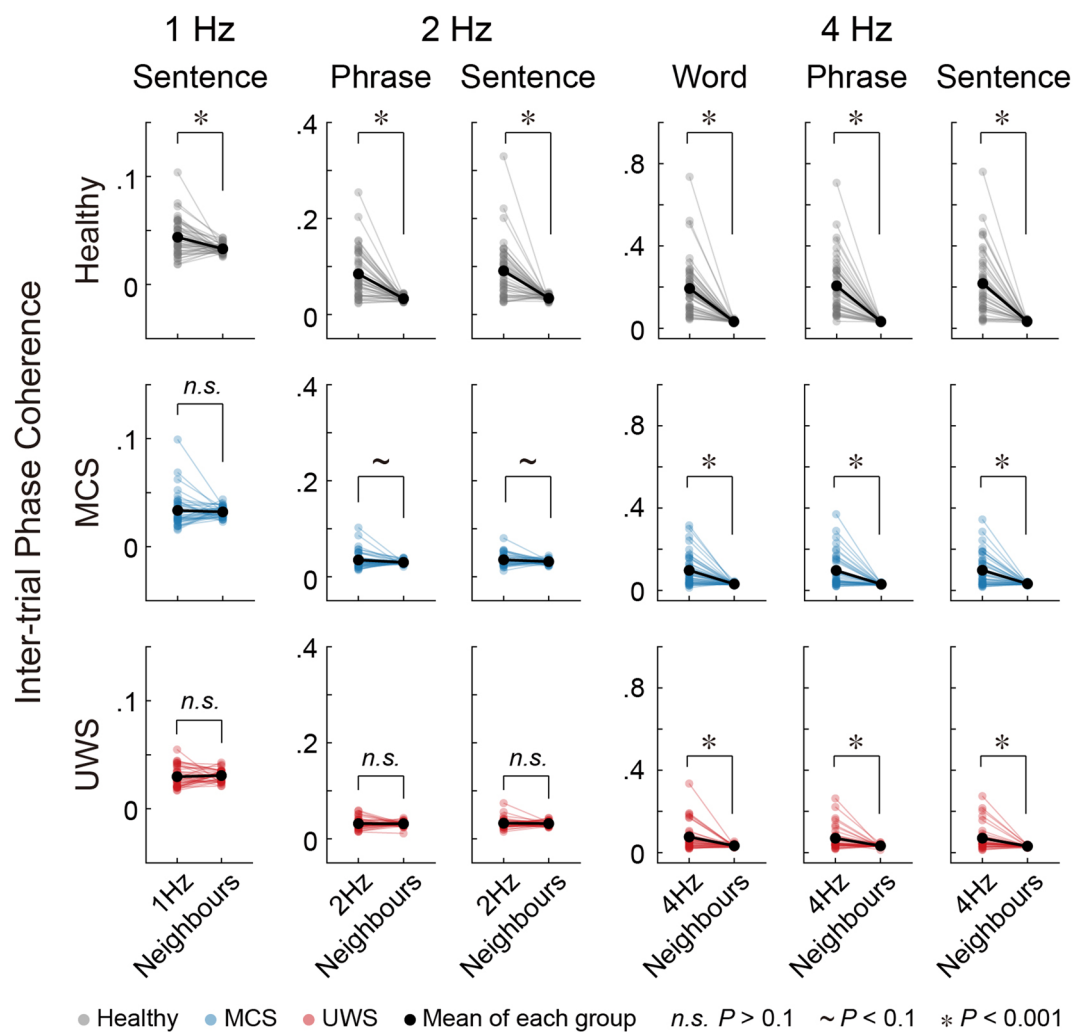 1 Hz 2 Hz 4 Hz
Sentence Phrase Sentence Word Phrase Sentence
Inter-trial Phase Coherence
Healthy
* * * * * *
.1 .4 .8
.2 .4
0 0 0
MCS
n.s. ~ ~ * * *
.1 .4 .8
.2 .4
0 0 0
UWS
n.s. n.s. n.s. * * *
.1 .4 .8
.2 .4
0 0 0
1Hz Neighbours 2Hz Neighbours 2Hz Neighbours 4Hz Neighbours 4Hz Neighbours 4Hz Neighbours
Healthy MCS UWS Mean of each group n.s. P > 0.1 ~ P < 0.1 * P < 0.001